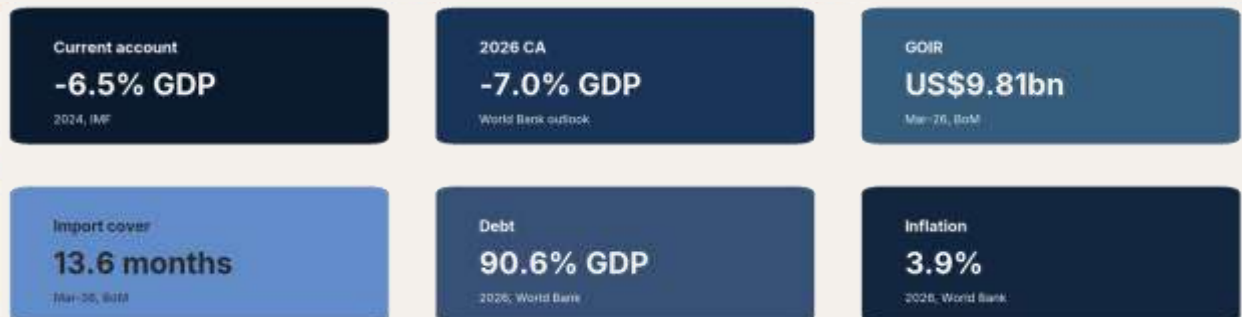 Current account
-6.5% GDP
2024, IMF
2026 CA
-7.0% GDP
World Bank outlook
GOIR
US$9.81bn
Mar-26, BoM
Import cover
13.6 months
Mar-26, BoM
Debt
90.6% GDP
2026, World Bank
Inflation
3.9%
2026, World Bank